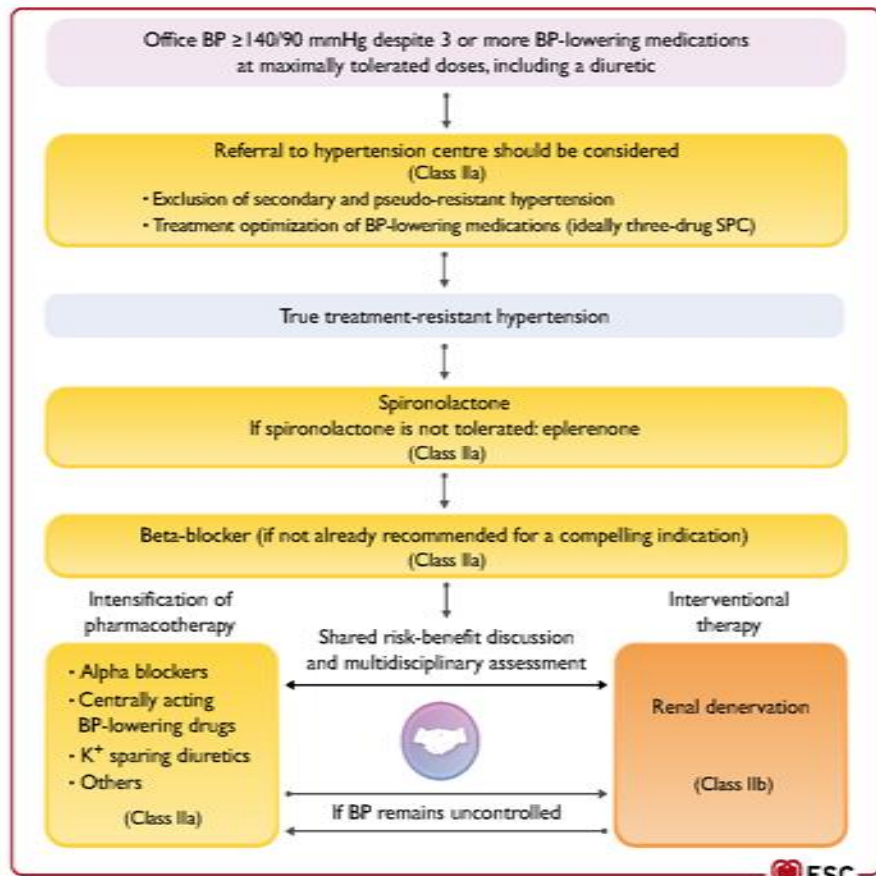 Office BP ≥140/90 mmHg despite 3 or more BP-lowering medications
at maximally tolerated doses, including a diuretic
Referral to hypertension centre should be considered
(Class IIa)
• Exclusion of secondary and pseudo-resistant hypertension
• Treatment optimization of BP-lowering medications (ideally three-drug SPC)
True treatment-resistant hypertension
Spironolactone
If spironolactone is not tolerated: eplerenone
(Class IIa)
Beta-blocker (if not already recommended for a compelling indication)
(Class IIa)
Intensification of
pharmacotherapy
• Alpha blockers
• Centrally acting
BP-lowering drugs
• K⁺ sparing diuretics
• Others
(Class IIa)
Shared risk-benefit discussion
and multidisciplinary assessment
If BP remains uncontrolled
Interventional
therapy
Renal denervation
(Class IIb)
ESC